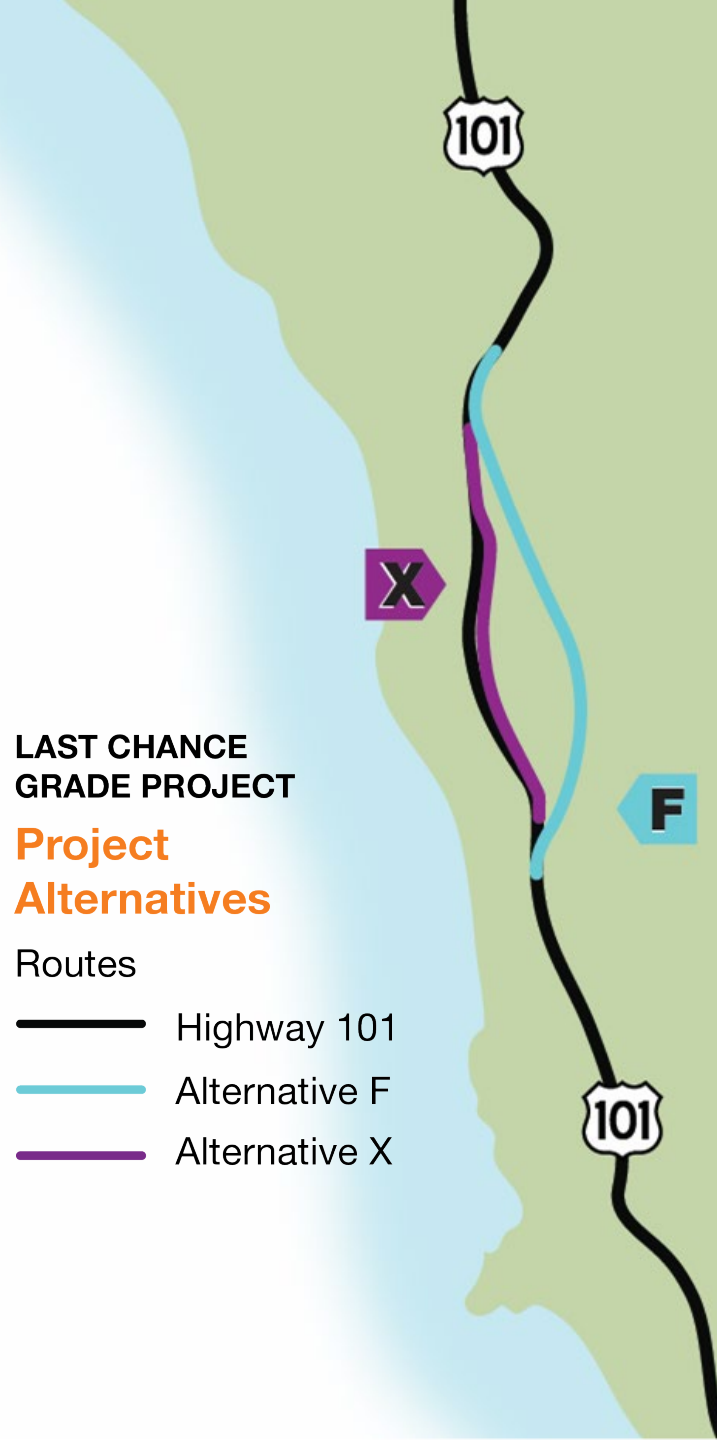 101
X
LAST CHANCE
GRADE PROJECT
Project
Alternatives
F
Routes
Highway 101
Alternative F
Alternative X
101